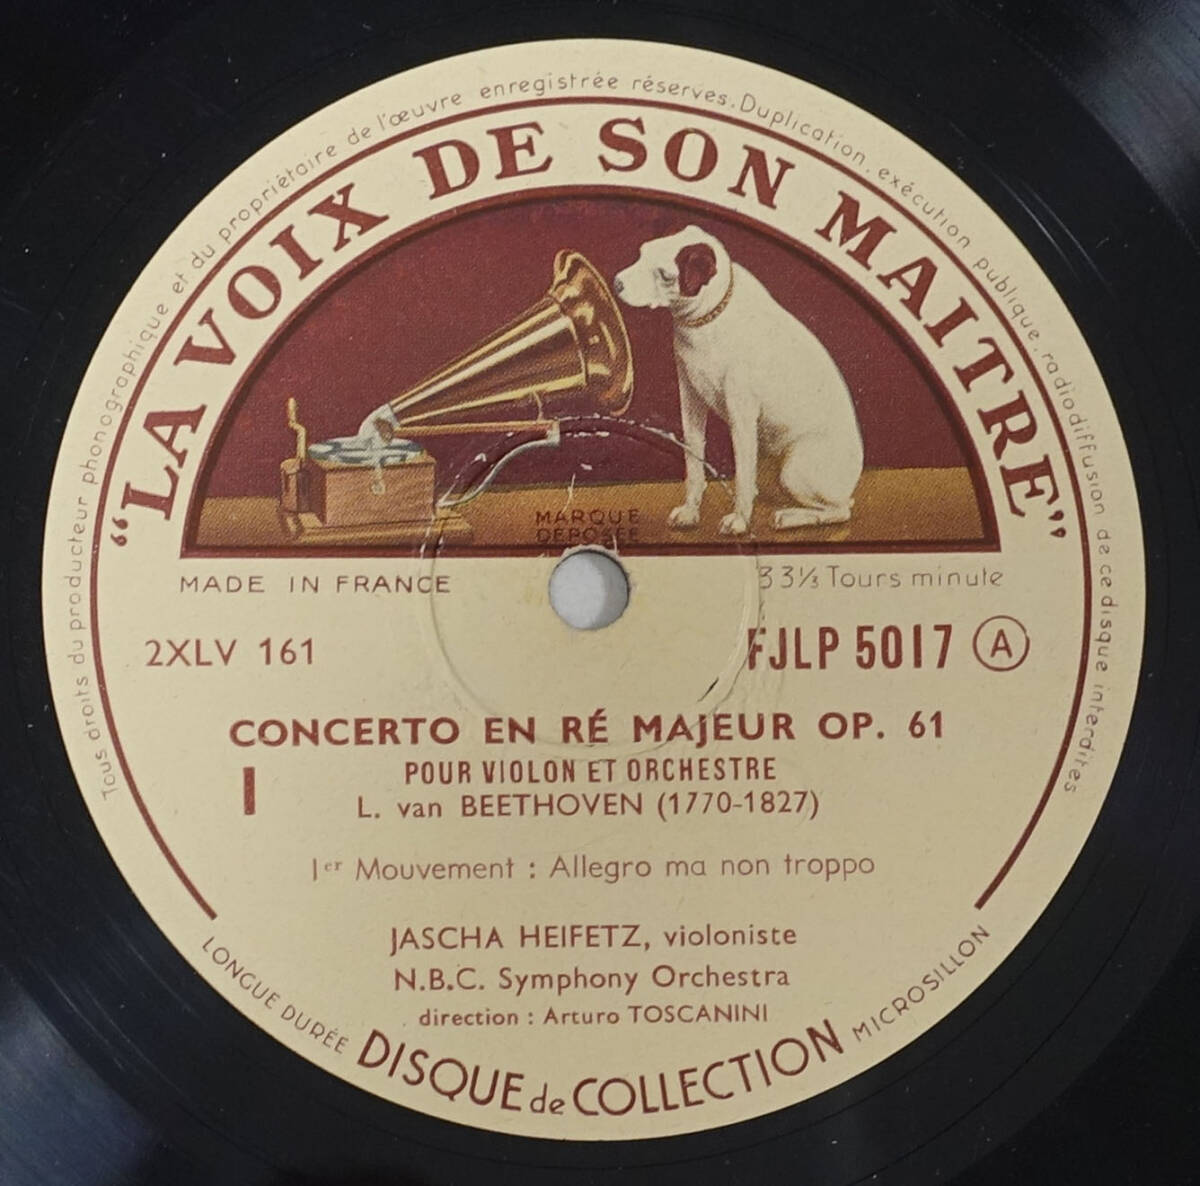 Tous droits du producteur phonographique et du propriétaire de l'œuvre enregistrée réservés. Duplication, exécution publique, radiodiffusion de ce disque interdites
"LA VOIX DE SON MAITRE"
MARQUE
DÉPOSÉE
MADE IN FRANCE
33⅓ Tours minute
2XLV 161
FJLP 5017 A
CONCERTO EN RÉ MAJEUR OP. 61
I
POUR VIOLON ET ORCHESTRE
L. van BEETHOVEN (1770-1827)
1er Mouvement : Allegro ma non troppo
JASCHA HEIFETZ, violoniste
N.B.C. Symphony Orchestra
direction : Arturo TOSCANINI
LONGUE DURÉE DISQUE de COLLECTION MICROSILLON